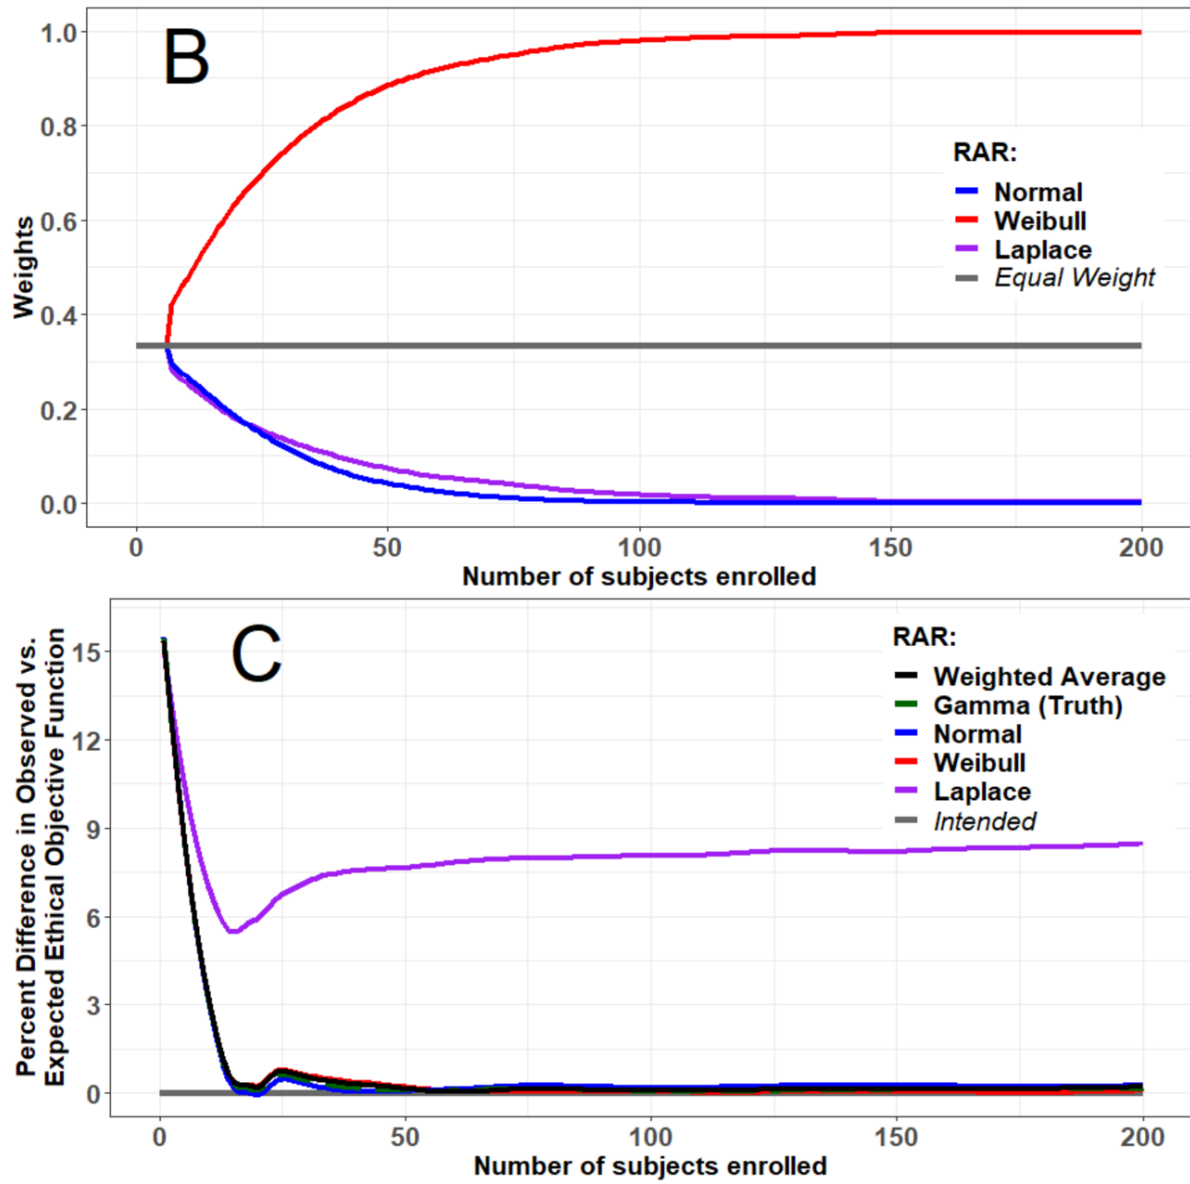 B
1.0
0.8
0.6
0.4
0.2
0.0
Weights
RAR:
Normal
Weibull
Laplace
Equal Weight
0 50 100 150 200
Number of subjects enrolled
C
15
12
9
6
3
0
Percent Difference in Observed vs.
Expected Ethical Objective Function
RAR:
Weighted Average
Gamma (Truth)
Normal
Weibull
Laplace
Intended
0 50 100 150 200
Number of subjects enrolled